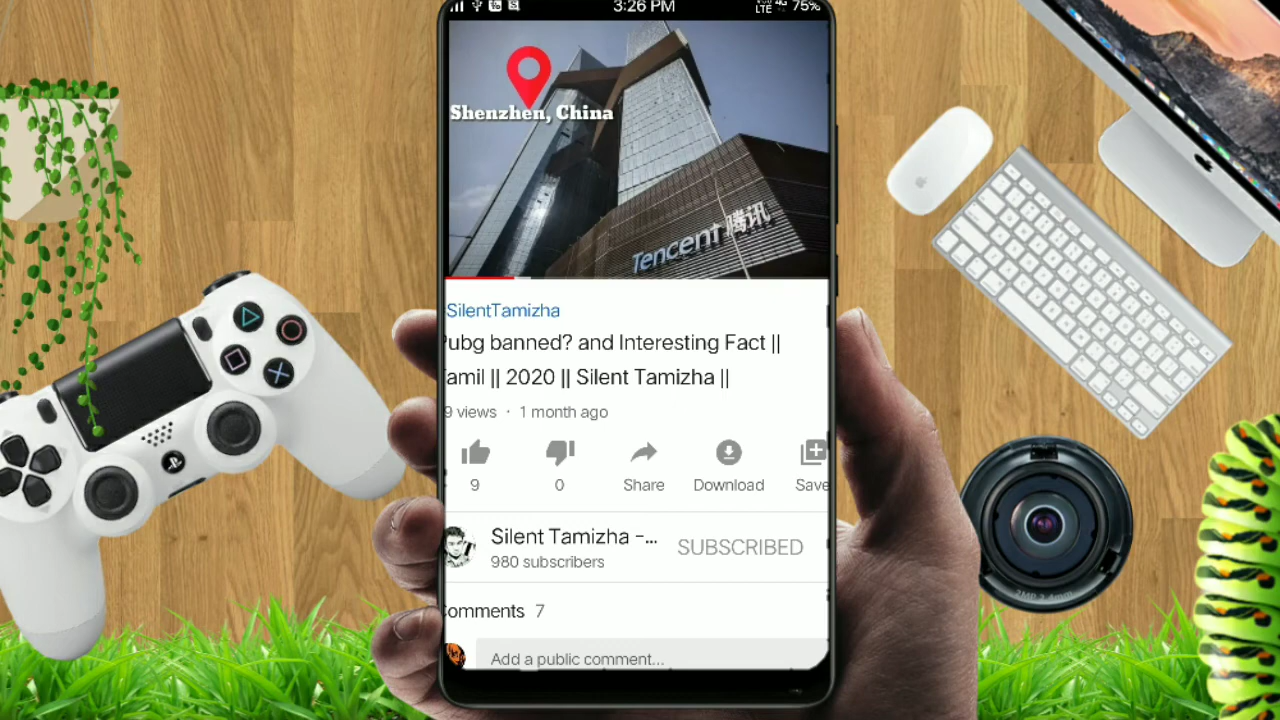 3:26 PM
LTE 4G 75%
Shenzhen, China
Tencent 腾讯
SilentTamizha
ubg banned? and Interesting Fact ||
amil || 2020 || Silent Tamizha ||
9 views · 1 month ago
9
0
Share
Download
Save
Silent Tamizha -...
980 subscribers
SUBSCRIBED
omments 7
Add a public comment...